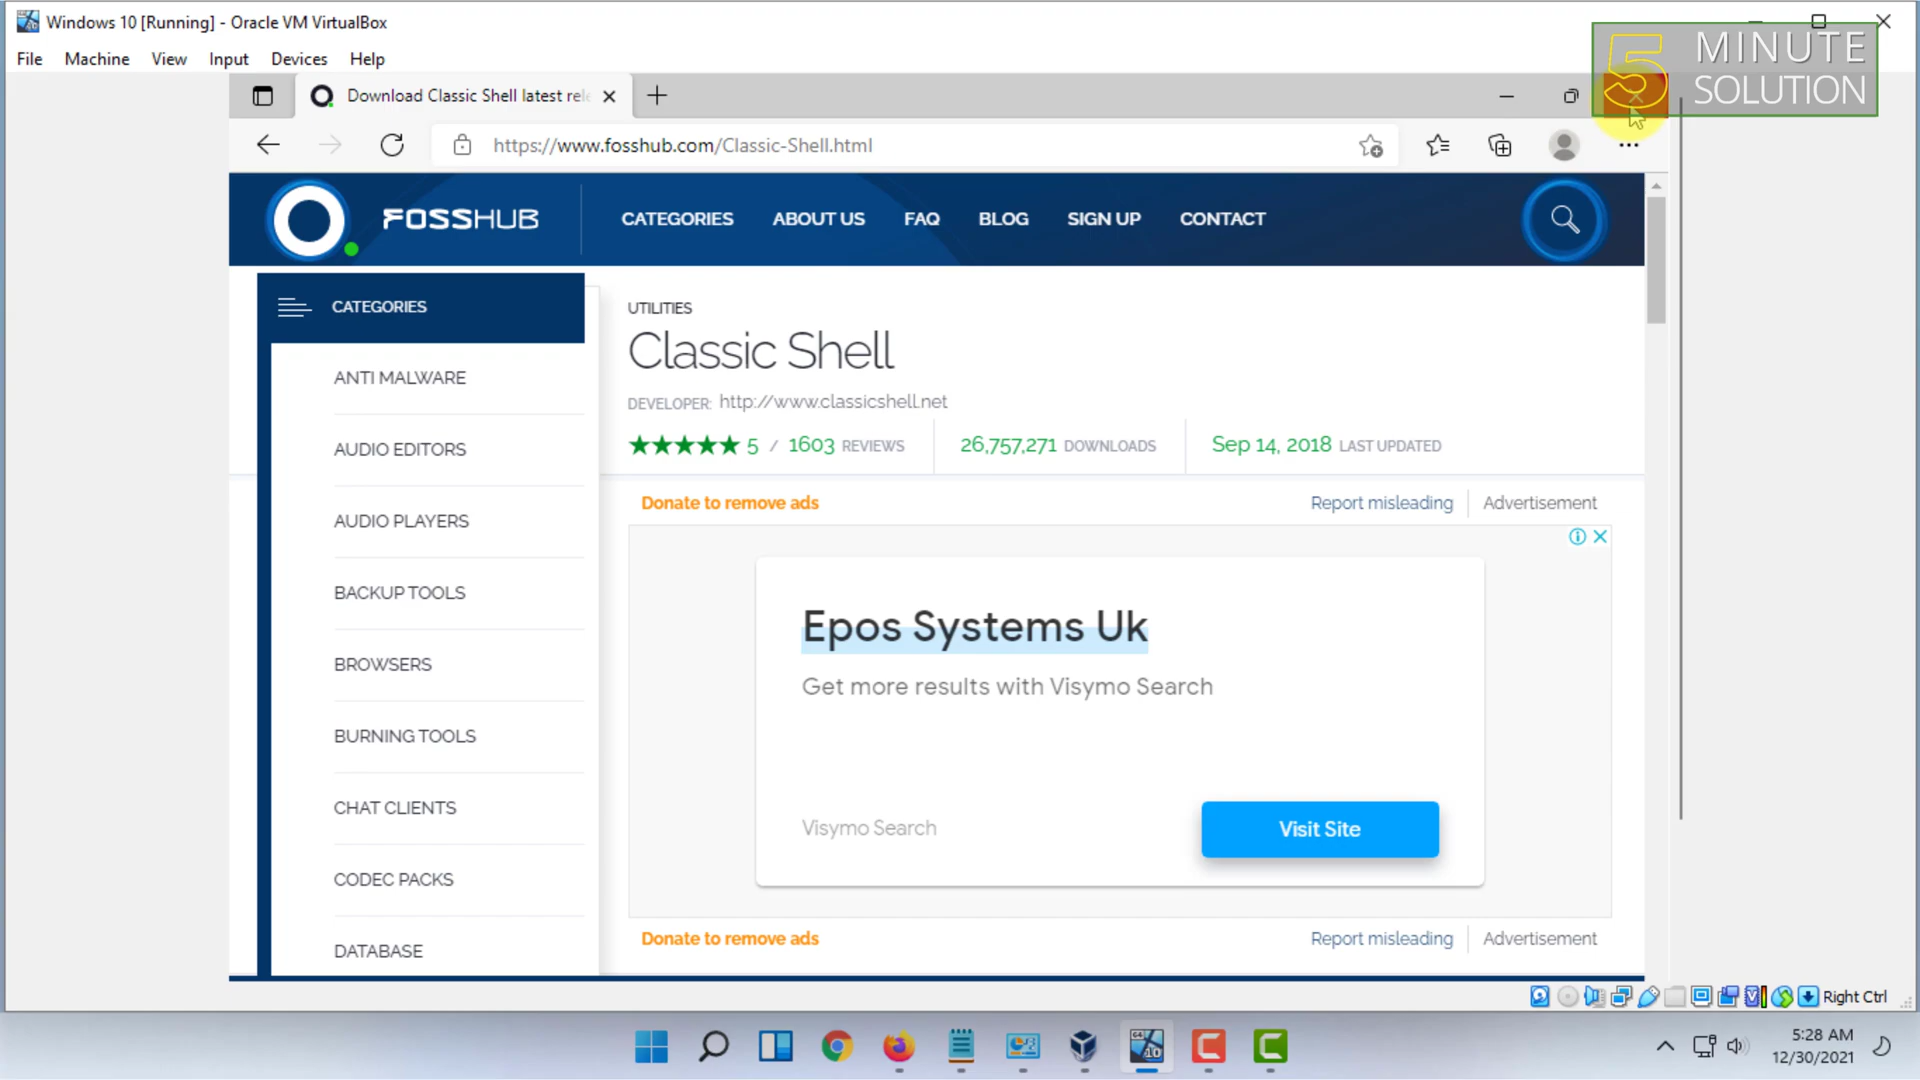 Windows 10 [Running] - Oracle VM VirtualBox
File Machine View Input Devices Help
5 MINUTE
SOLUTION
Download Classic Shell latest rele
https://www.fosshub.com/Classic-Shell.html
FOSSHUB
CATEGORIES ABOUT US FAQ BLOG SIGN UP CONTACT
CATEGORIES
ANTI MALWARE
AUDIO EDITORS
AUDIO PLAYERS
BACKUP TOOLS
BROWSERS
BURNING TOOLS
CHAT CLIENTS
CODEC PACKS
DATABASE
UTILITIES
Classic Shell
DEVELOPER: http://www.classicshell.net
5 / 1603 REVIEWS 26,757,271 DOWNLOADS Sep 14, 2018 LAST UPDATED
Donate to remove ads Report misleading Advertisement
Epos Systems Uk
Get more results with Visymo Search
Visymo Search Visit Site
Donate to remove ads Report misleading Advertisement
Right Ctrl
64
10
5:28 AM
12/30/2021